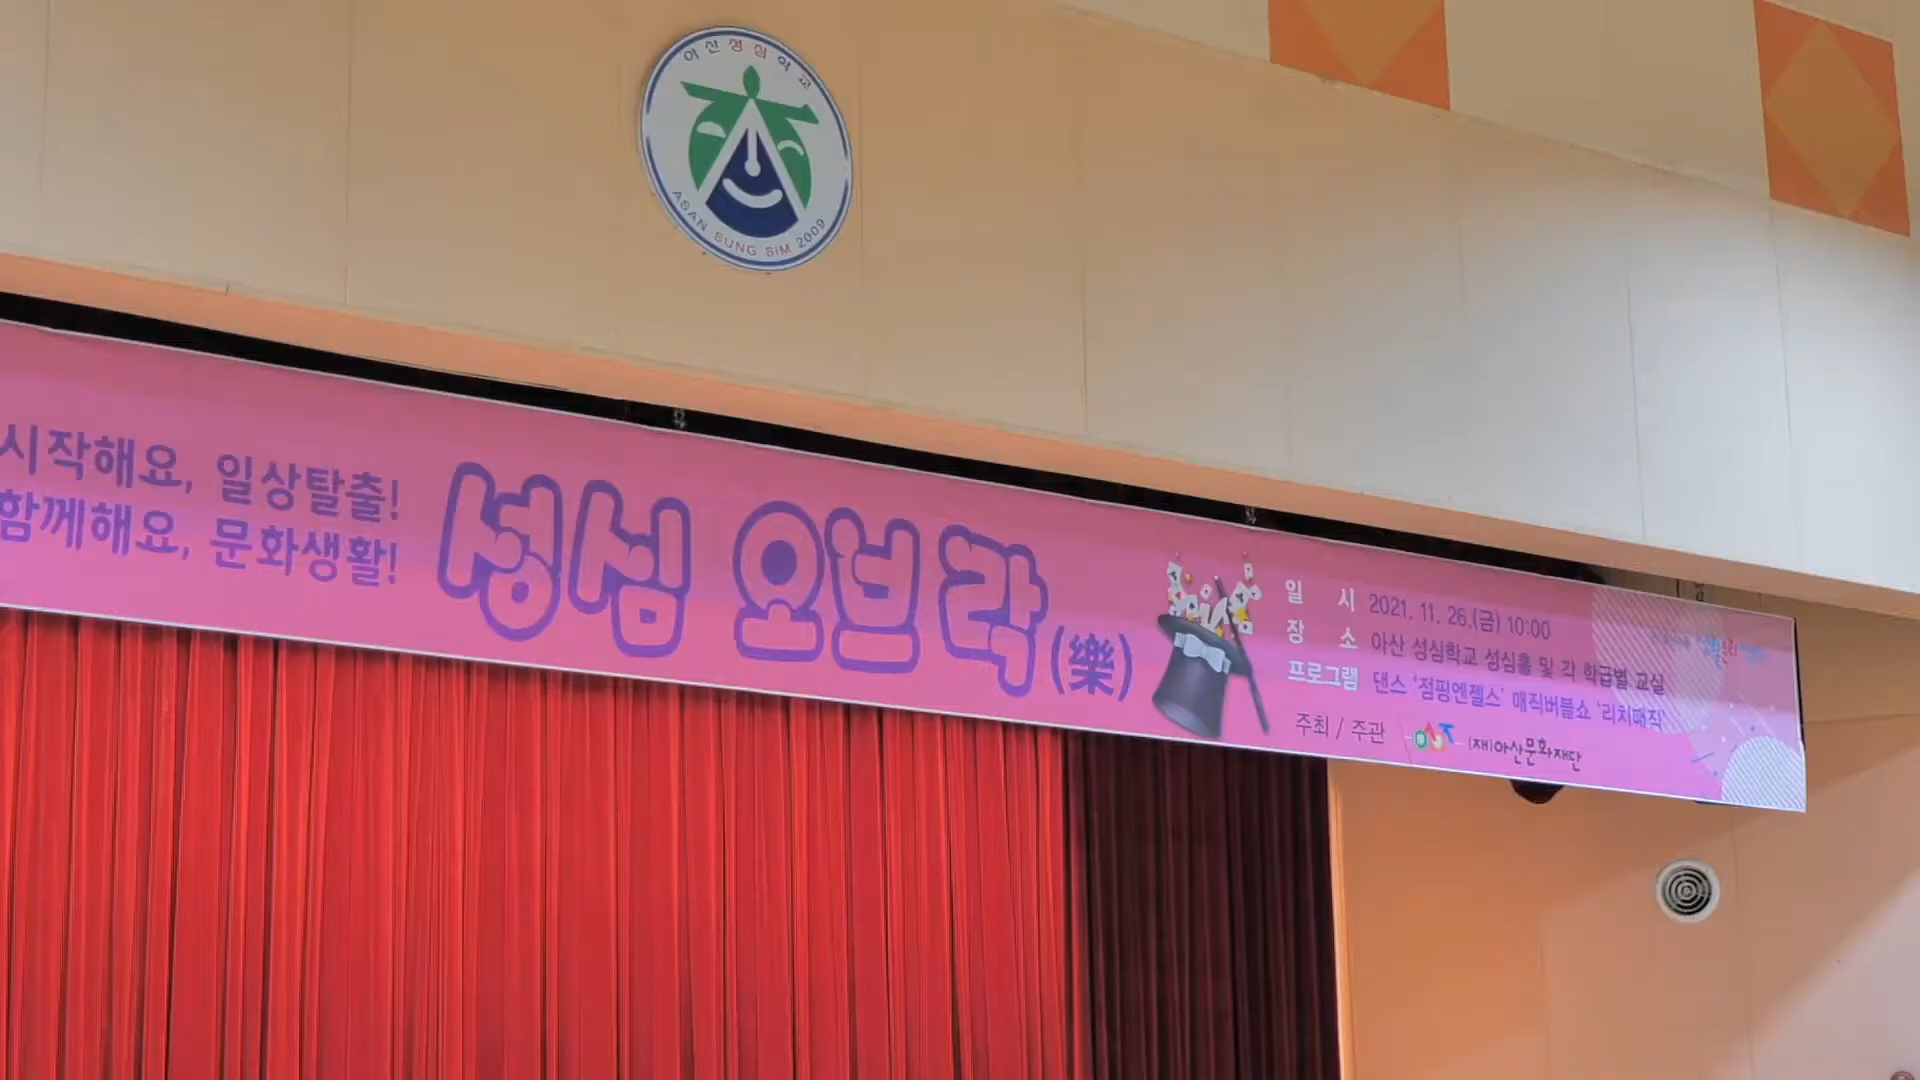 아산성심학교
ASAN SUNG SIM 2009
시작해요, 일상탈출!
함께해요, 문화생활!
성심 오브 락(樂)
일 시 2021. 11. 26.(금) 10:00
장 소 아산 성심학교 성심홀 및 각 학급별 교실
프로그램 댄스 '점핑엔젤스' 매직버블쇼 '리치매직'
주최 / 주관 (재)아산문화재단